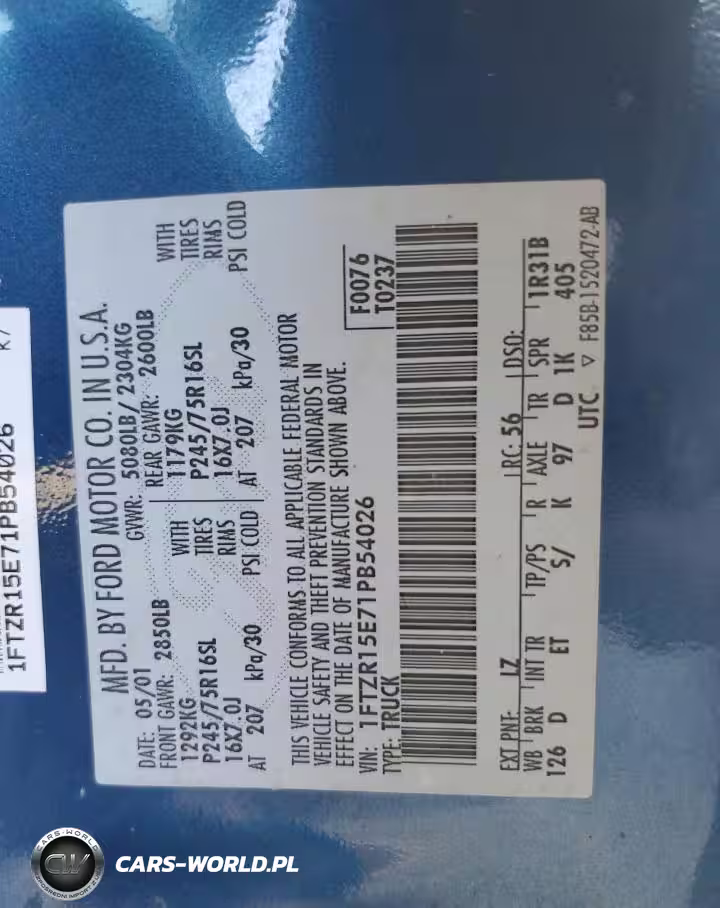 1FTZR15E71PB54026
MFD. BY FORD MOTOR CO. IN U.S.A.
DATE: 05/01 GVWR: 5080LB/ 2304KG
FRONT GAWR: 2850LB REAR GAWR: 2600LB
1292KG WITH 1179KG WITH
P245/75R16SL TIRES P245/75R16SL TIRES
16X7.0J RIMS 16X7.0J RIMS
AT 207 kPa/30 PSI COLD AT 207 kPa/30 PSI COLD
THIS VEHICLE CONFORMS TO ALL APPLICABLE FEDERAL MOTOR
VEHICLE SAFETY AND THEFT PREVENTION STANDARDS IN
EFFECT ON THE DATE OF MANUFACTURE SHOWN ABOVE.
VIN: 1FTZR15E71PB54026 F0076
TYPE: TRUCK T0237
EXT PNT: LZ RC: 56 DSO:
WB BRK INT TR TP/PS R AXLE TR SPR 1R31B
126 D ET S/ K 97 D 1K 405
UTC ▽ F85B-1520472-AB
CARS-WORLD
CW
CARS-WORLD.PL